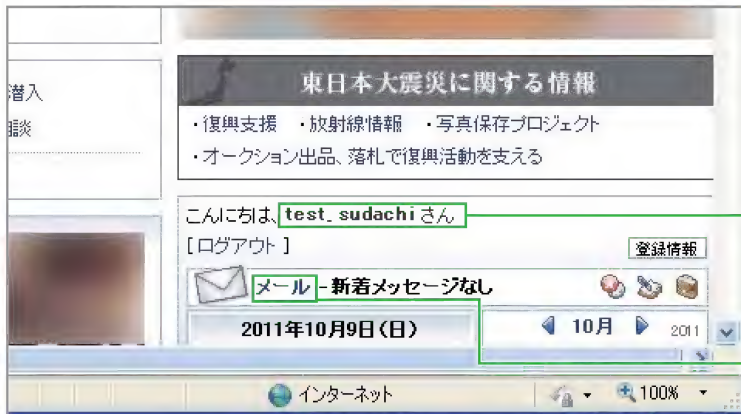 潜入
談
東日本大震災に関する情報
・復興支援 ・放射線情報 ・写真保存プロジェクト
・オークション出品、落札で復興活動を支える
こんにちは、test_sudachiさん
[ログアウト]
登録情報
メール - 新着メッセージなし
2011年10月9日(日)
10月
2011
インターネット
100%